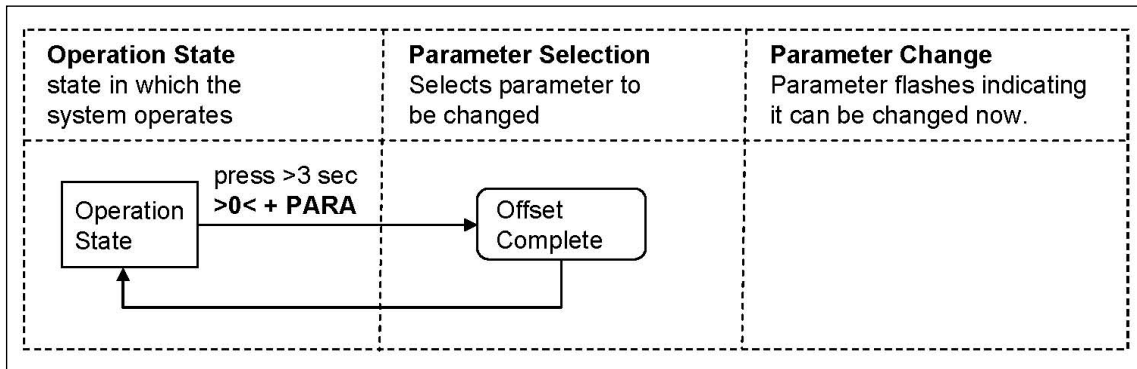 Operation State
state in which the
system operates
Parameter Selection
Selects parameter to
be changed
Parameter Change
Parameter flashes indicating
it can be changed now.
press >3 sec
>0< + PARA
Operation
State
Offset
Complete